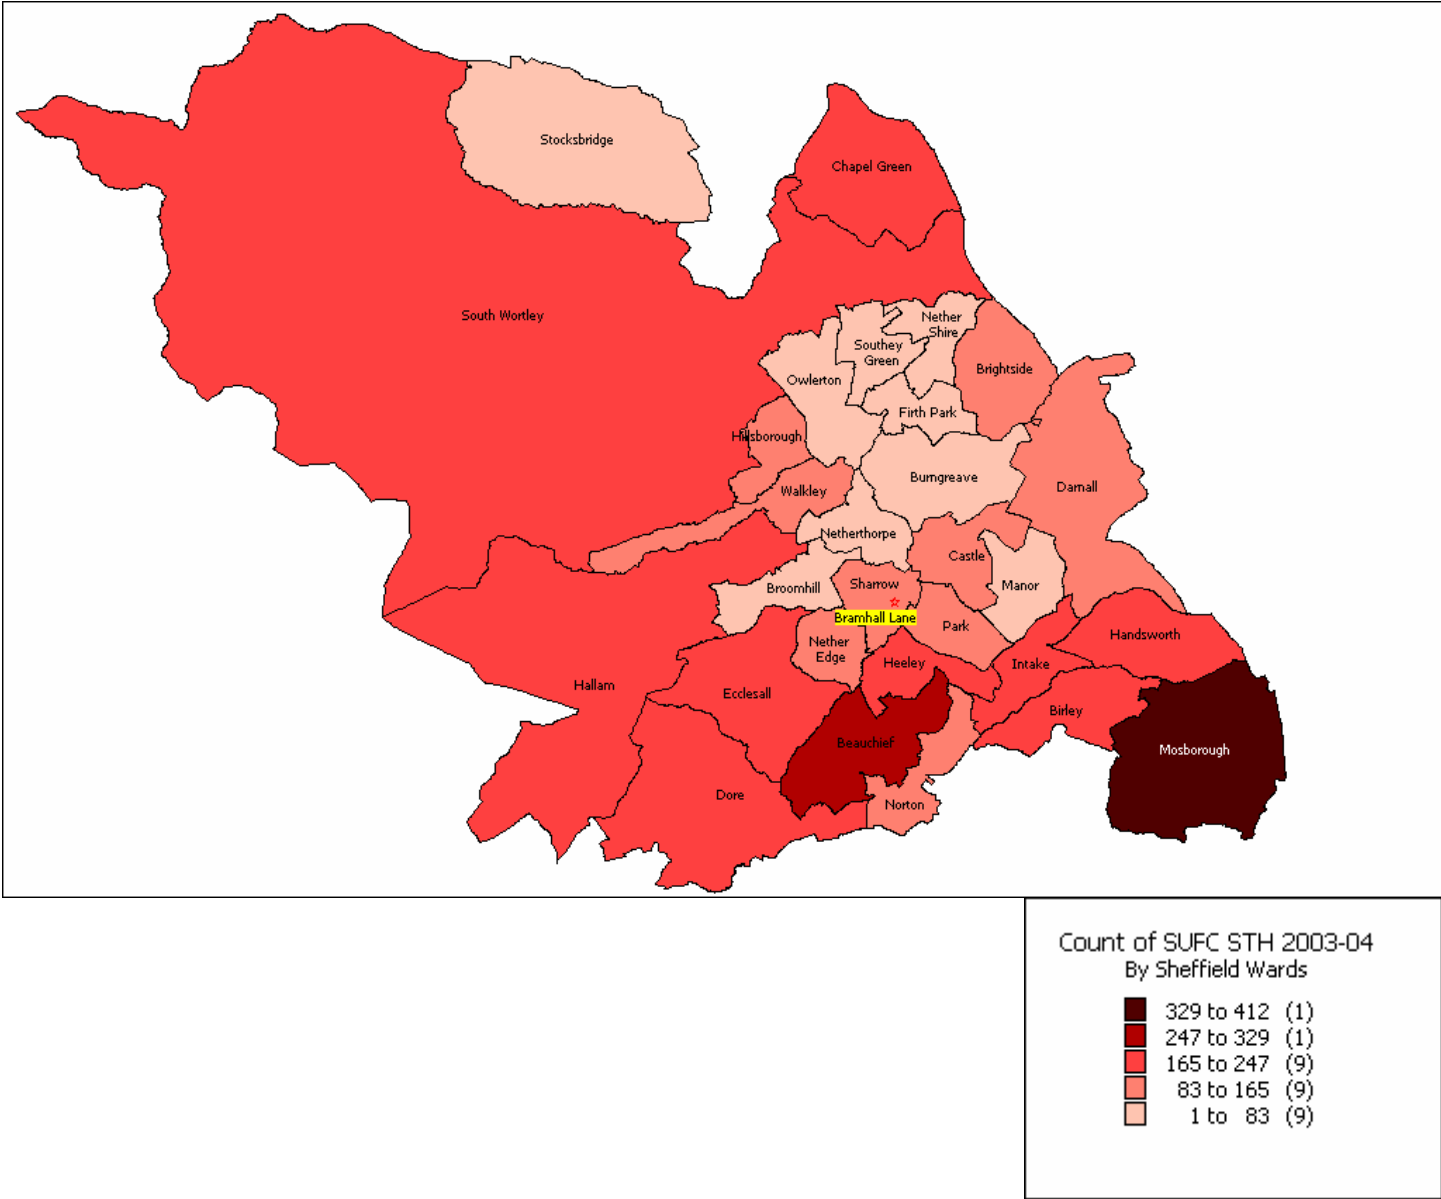 Stocksbridge
Chapel Green
South Wortley
Nether
Shire
Southey
Green
Brightside
Owlerton
Firth Park
Hillsborough
Burngreave
Walkley
Darnall
Netherthorpe
Castle
Sharrow
Manor
Broomhill
Bramhall Lane
Park
Handsworth
Nether
Edge
Heeley
Intake
Hallam
Ecclesall
Birley
Beauchief
Mosborough
Dore
Norton
Count of SUFC STH 2003-04
By Sheffield Wards
329 to 412 (1)
247 to 329 (1)
165 to 247 (9)
83 to 165 (9)
1 to 83 (9)